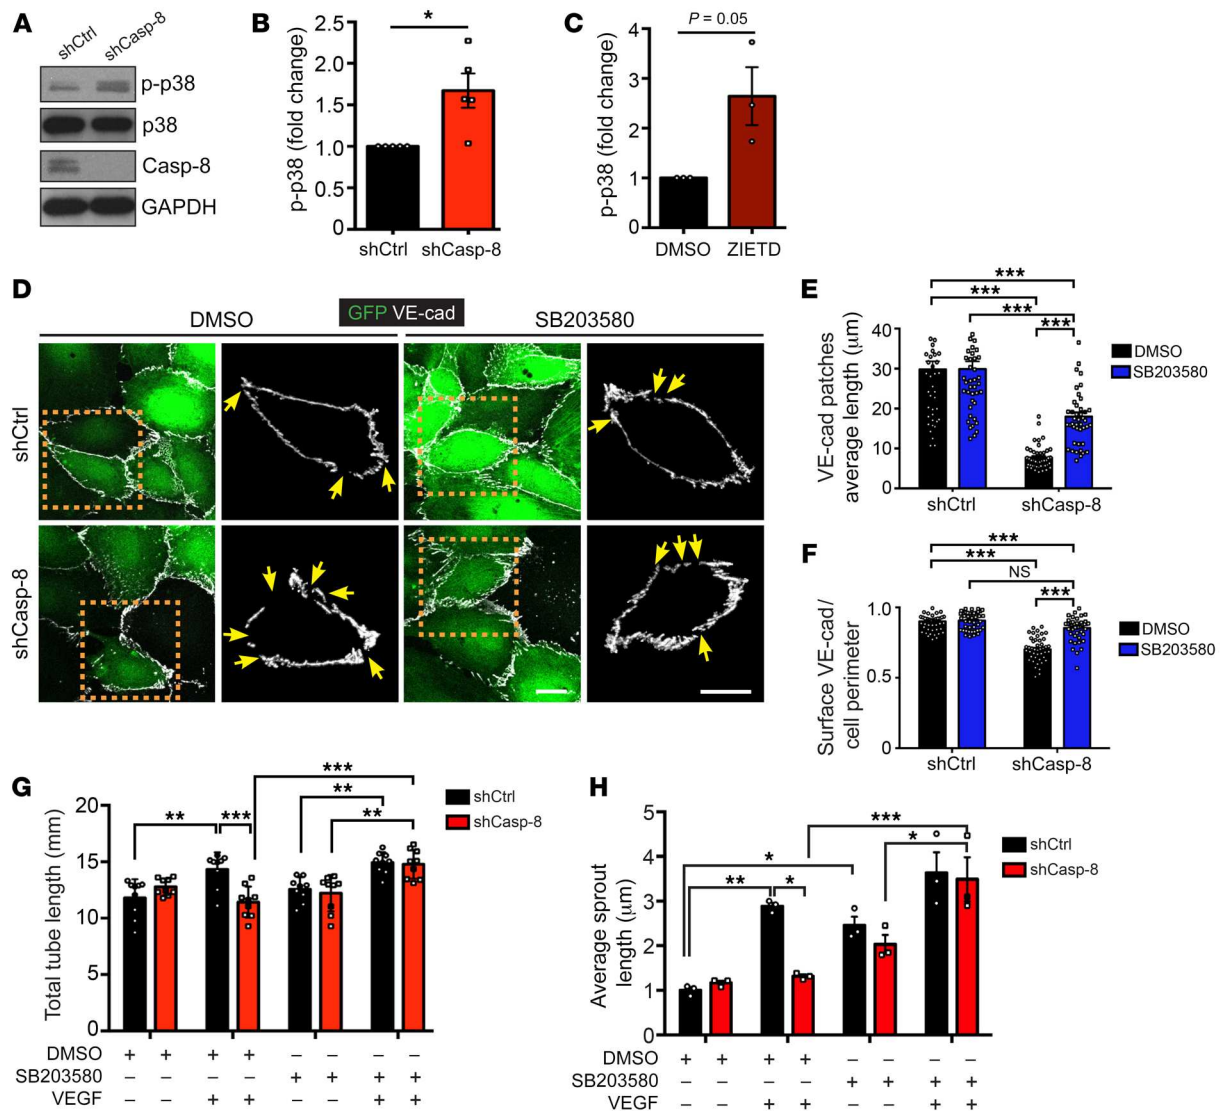 A
shCtrl
shCasp-8
p-p38
p38
Casp-8
GAPDH
B
*
p-p38 (fold change)
2.5
2.0
1.5
1.0
0.5
0
shCtrl shCasp-8
C
P = 0.05
p-p38 (fold change)
4
3
2
1
0
DMSO ZIETD
D
GFP VE-cad
DMSO SB203580
shCtrl
shCasp-8
E
***
***
***
***
VE-cad patches
average length (μm)
40
30
20
10
0
shCtrl shCasp-8
DMSO
SB203580
F
***
***
NS
***
Surface VE-cad/
cell perimeter
1.0
0.5
0
shCtrl shCasp-8
DMSO
SB203580
G
***
**
** ***
**
Total tube length (mm)
20
15
10
5
0
shCtrl
shCasp-8
DMSO + + + + – – – –
SB203580 – – – – + + + +
VEGF – – + + – – + +
H
***
*
*
** *
Average sprout
length (μm)
5
4
3
2
1
0
shCtrl
shCasp-8
DMSO + + + + – – – –
SB203580 – – – – + + + +
VEGF – – + + – – + +